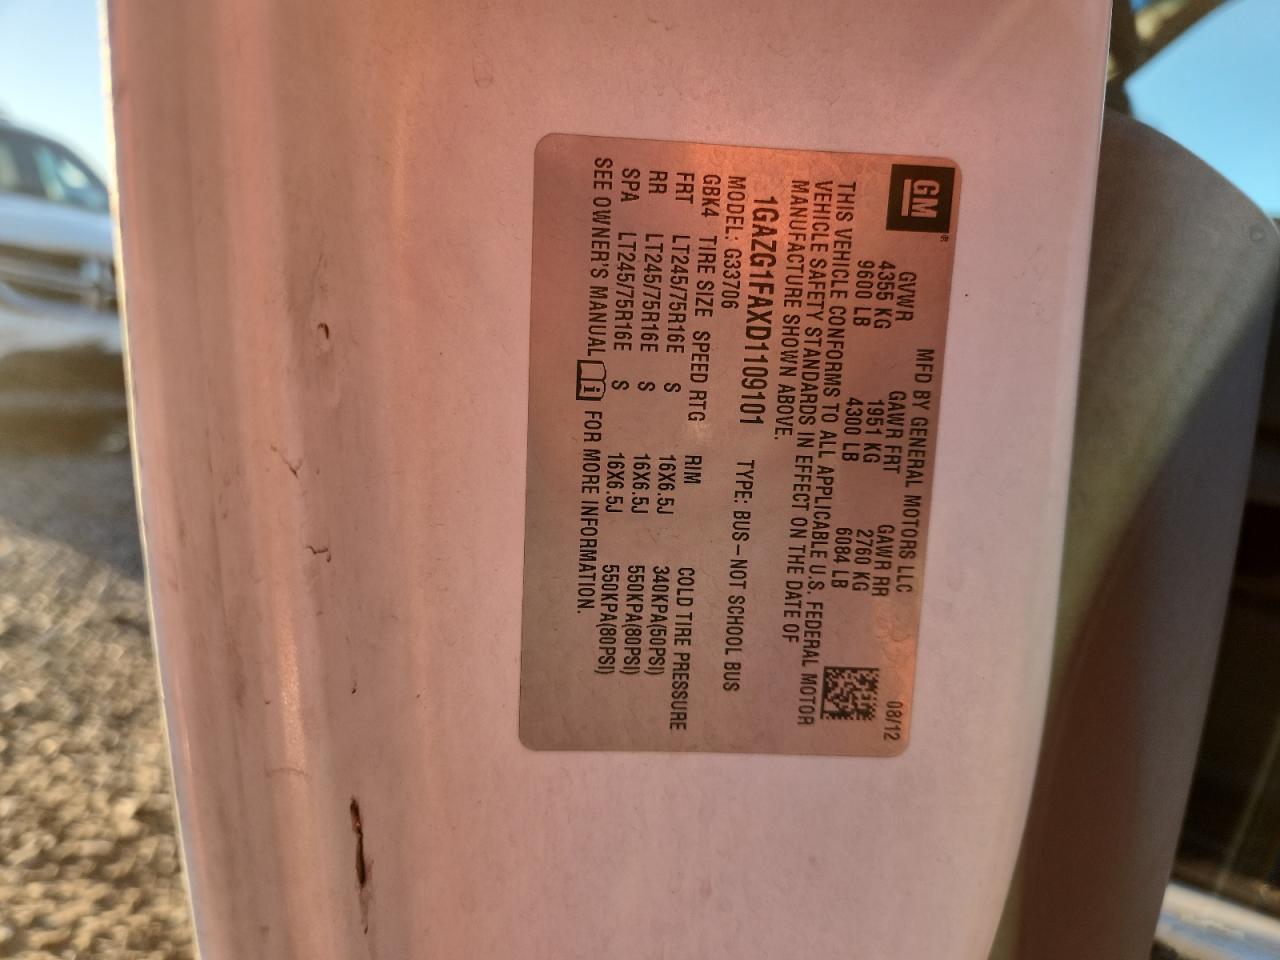 GM®
MFD BY GENERAL MOTORS LLC 08/12
GVWR GAWR FRT GAWR RR
4355 KG 1951 KG 2760 KG
9600 LB 4300 LB 6084 LB
THIS VEHICLE CONFORMS TO ALL APPLICABLE U.S. FEDERAL MOTOR
VEHICLE SAFETY STANDARDS IN EFFECT ON THE DATE OF
MANUFACTURE SHOWN ABOVE.
1GAZG1FAXD1109101
MODEL: G33706 TYPE: BUS–NOT SCHOOL BUS
GBK4 TIRE SIZE SPEED RTG RIM COLD TIRE PRESSURE
FRT LT245/75R16E S 16X6.5J 340KPA(50PSI)
RR LT245/75R16E S 16X6.5J 550KPA(80PSI)
SPA LT245/75R16E S 16X6.5J 550KPA(80PSI)
SEE OWNER'S MANUAL i FOR MORE INFORMATION.